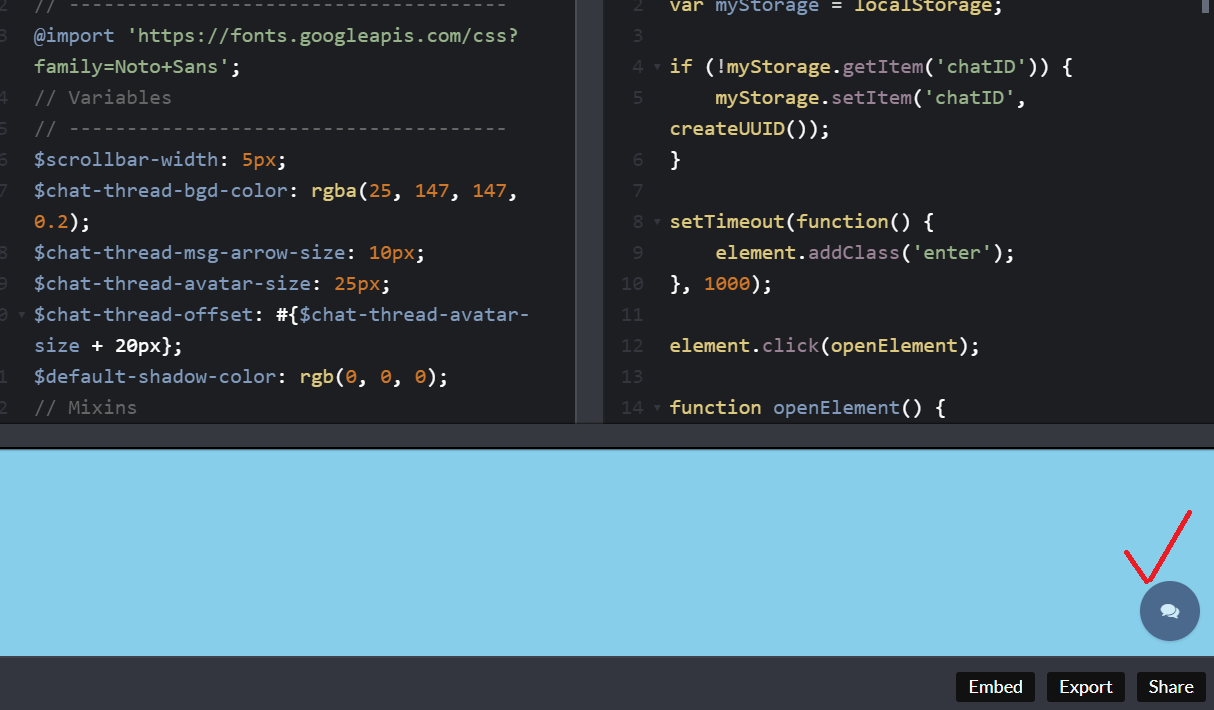 2 // --------------------------------------
3 @import 'https://fonts.googleapis.com/css?
family=Noto+Sans';
4 // Variables
5 // --------------------------------------
6 $scrollbar-width: 5px;
7 $chat-thread-bgd-color: rgba(25, 147, 147,
0.2);
8 $chat-thread-msg-arrow-size: 10px;
9 $chat-thread-avatar-size: 25px;
0 $chat-thread-offset: #{$chat-thread-avatar-
size + 20px};
1 $default-shadow-color: rgb(0, 0, 0);
2 // Mixins
2 var myStorage = localStorage;
3
4 if (!myStorage.getItem('chatID')) {
5 myStorage.setItem('chatID',
createUUID());
6 }
7
8 setTimeout(function() {
9 element.addClass('enter');
10 }, 1000);
11
12 element.click(openElement);
13
14 function openElement() {
Embed Export Share